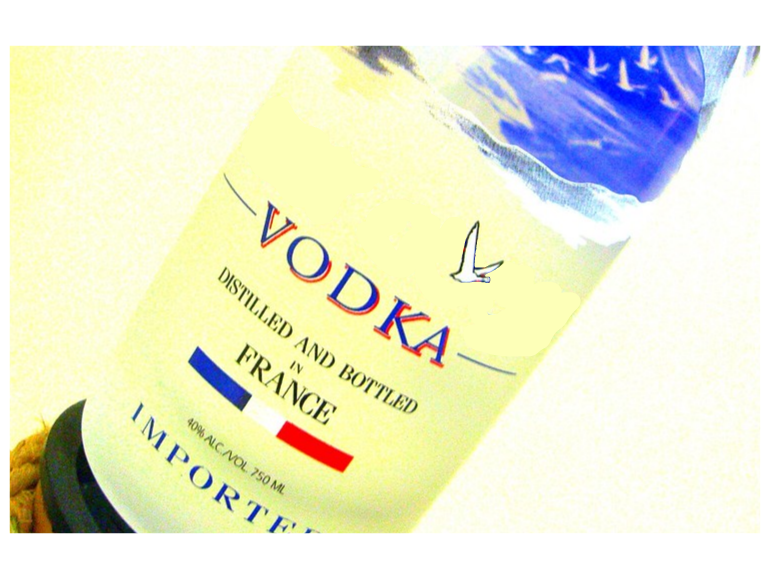 VODKA
DISTILLED AND BOTTLED
IN
FRANCE
40% ALC./VOL. 750 ML
IMPORTE